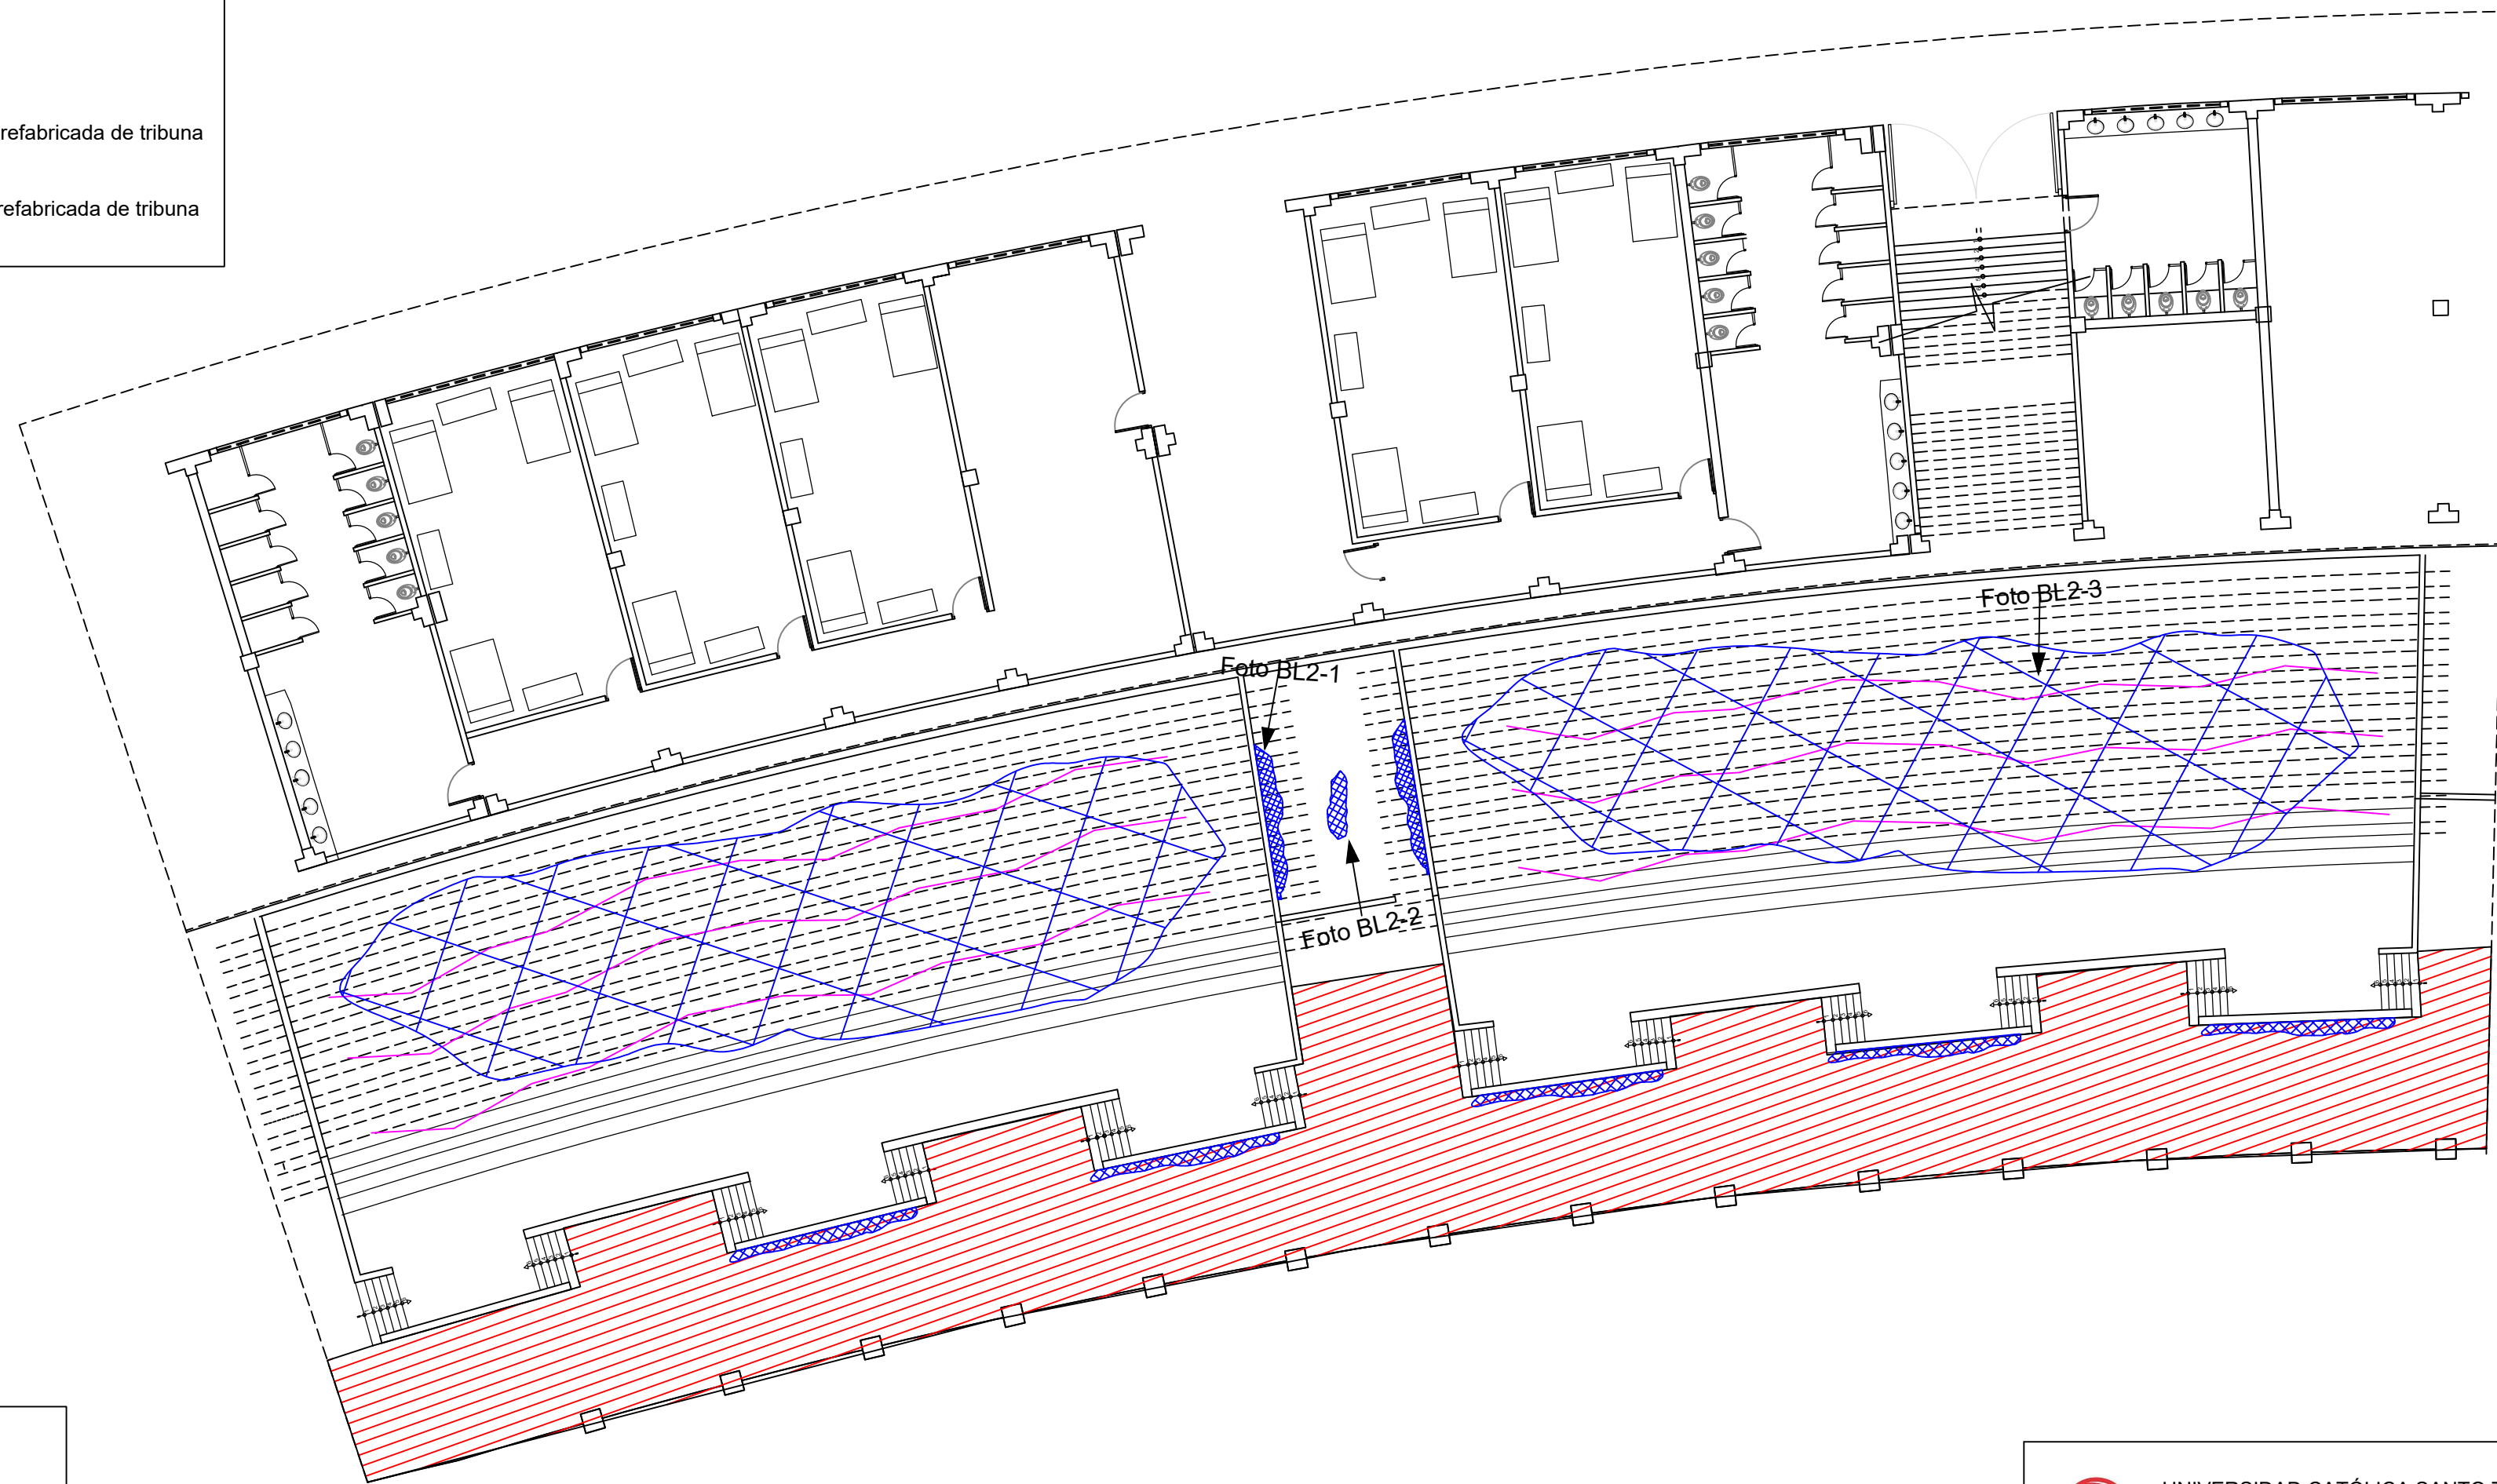 refabricada de tribuna
refabricada de tribuna
Foto BL2-3
Foto BL2-1
Foto BL2-2
UNIVERSIDAD CATÓLICA SANTO